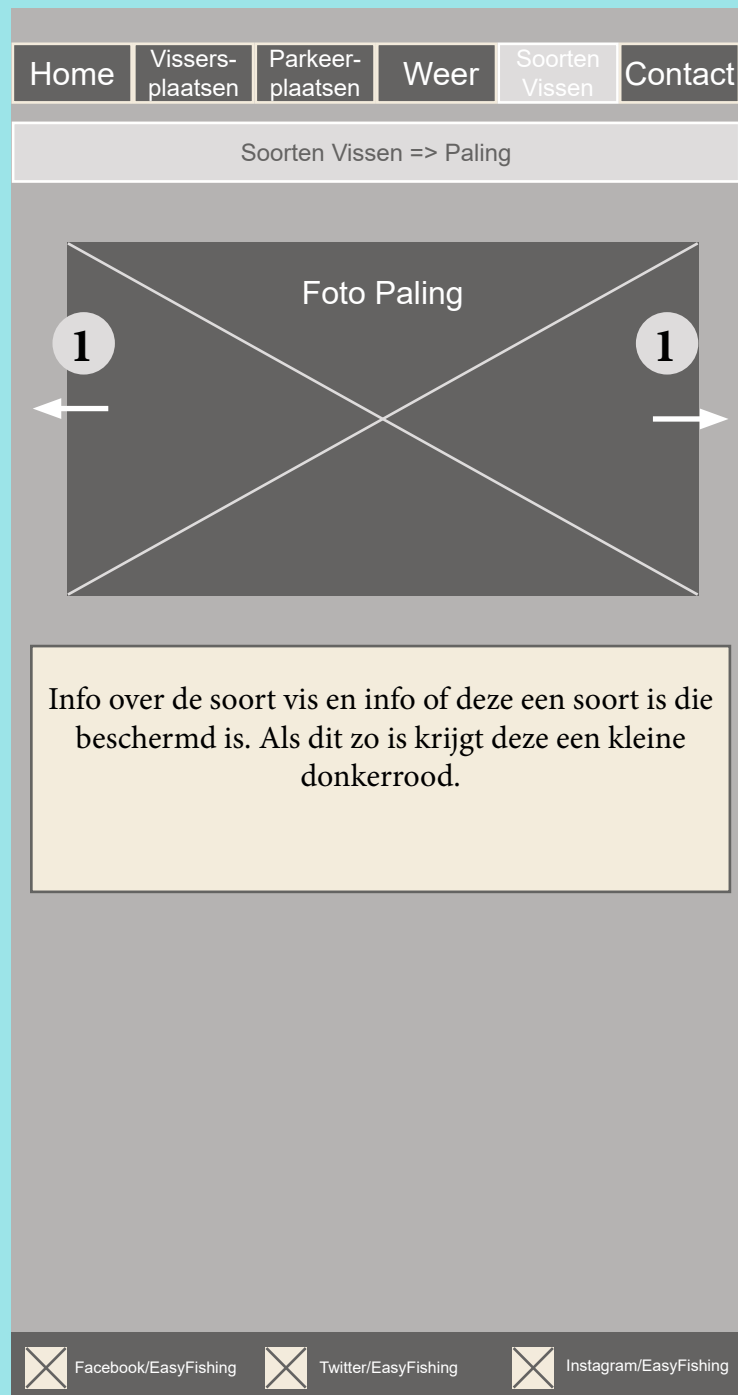 Home
Vissers-
plaatsen
Parkeer-
plaatsen
Weer
Soorten
Vissen
Contact
Soorten Vissen => Paling
Foto Paling
1
1
Info over de soort vis en info of deze een soort is die
beschermd is. Als dit zo is krijgt deze een kleine
donkerrood.
Facebook/EasyFishing
Twitter/EasyFishing
Instagram/EasyFishing